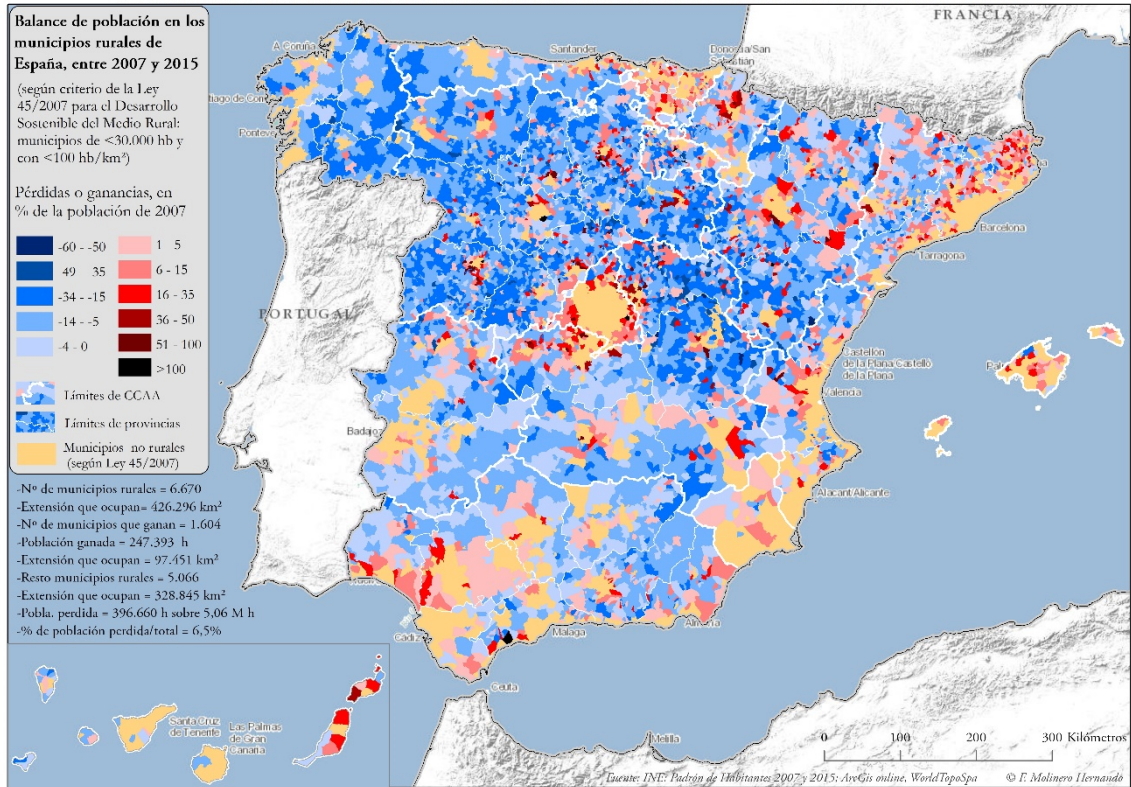 Balance de población en los
municipios rurales de
España, entre 2007 y 2015
(según criterio de la Ley
45/2007 para el Desarrollo
Sostenible del Medio Rural:
municipios de <30.000 hb y
con <100 hb/km²)
Pérdidas o ganancias, en
% de la población de 2007
-60 - -50
49 35
-34 - -15
-14 - -5
-4 - 0
1 5
6 - 15
16 - 35
36 - 50
51 - 100
>100
Límites de CCAA
Límites de provincias
Municipios no rurales
(según Ley 45/2007)
-Nº de municipios rurales = 6.670
-Extensión que ocupan= 426.296 km²
-Nº de municipios que ganan = 1.604
-Población ganada = 247.393 h
-Extensión que ocupan = 97.451 km²
-Resto municipios rurales = 5.066
-Extensión que ocupan = 328.845 km²
-Pobla. perdida = 396.660 h sobre 5,06 M h
-% de población perdida/total = 6,5%
FRANCIA
A Coruña
Santander
Donostia/San
Sebastián
tiago de Com
Pontev
Barcelona
Tarragona
PORTUGAL
Castellón
de la Plana/Castelló
de la Plana
Valencia
Badajoz
Alacant/Alicante
Cádiz
Málaga
Almería
Ceuta
Melilla
Santa Cruz
de Tenerife
Las Palmas
de Gran
Canaria
0 100 200 300 Kilómetros
Fuente: INE: Padrón de Habitantes 2007 y 2015; ArcGis online, WorldTopoSpa © F. Molinero Hernando